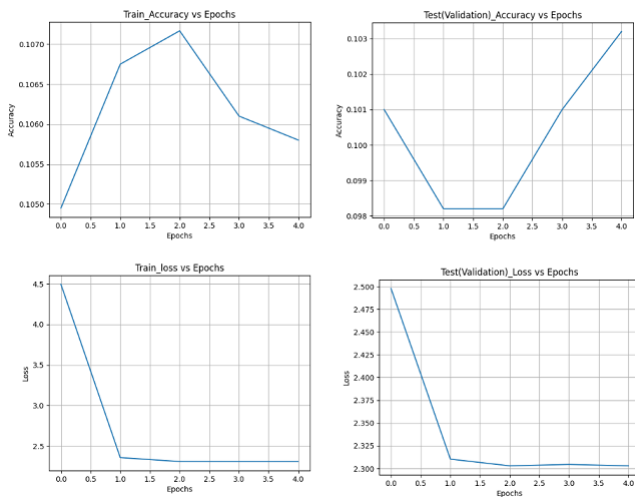 Train_Accuracy vs Epochs
Accuracy
0.1070
0.1065
0.1060
0.1055
0.1050
0.0 0.5 1.0 1.5 2.0 2.5 3.0 3.5 4.0
Epochs
Test(Validation)_Accuracy vs Epochs
Accuracy
0.103
0.102
0.101
0.100
0.099
0.098
0.0 0.5 1.0 1.5 2.0 2.5 3.0 3.5 4.0
Epochs
Train_loss vs Epochs
Loss
4.5
4.0
3.5
3.0
2.5
0.0 0.5 1.0 1.5 2.0 2.5 3.0 3.5 4.0
Epochs
Test(Validation)_Loss vs Epochs
Loss
2.500
2.475
2.450
2.425
2.400
2.375
2.350
2.325
2.300
0.0 0.5 1.0 1.5 2.0 2.5 3.0 3.5 4.0
Epochs